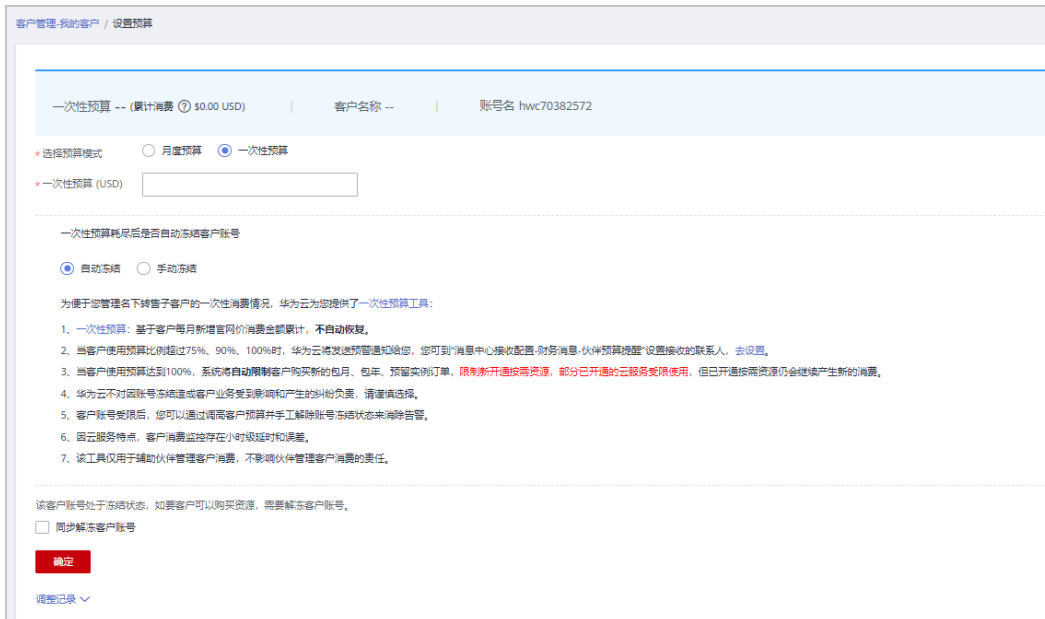 客户管理-我的客户 / 设置预算
一次性预算 -- (累计消费 ? $0.00 USD) | 客户名称 -- | 账号名 hwc70382572
* 选择预算模式 月度预算 一次性预算
* 一次性预算 (USD)
一次性预算耗尽后是否自动冻结客户账号
自动冻结 手动冻结
为便于您管理名下转售子客户的一次性消费情况，华为云为您提供了一次性预算工具：
1、一次性预算：基于客户每月新增官网价消费金额累计，不自动恢复。
2、当客户使用预算比例超过75%、90%、100%时，华为云将发送预警通知给您，您可到“消息中心接收配置-财务消息-伙伴预算提醒”设置接收的联系人，去设置。
3、当客户使用预算达到100%，系统将自动限制客户购买新的包月、包年、预留实例订单，限制新开通按需资源，部分已开通的云服务受限使用，但已开通按需资源仍会继续产生新的消费。
4、华为云不对因账号冻结造成客户业务受到影响和产生的纠纷负责，请谨慎选择。
5、客户账号受限后，您可以通过调高客户预算并手工解除账号冻结状态来消除告警。
6、因云服务特点，客户消费监控存在小时级延时和误差。
7、该工具仅用于辅助伙伴管理客户消费，不影响伙伴管理客户消费的责任。
该客户账号处于冻结状态，如要客户可以购买资源，需要解冻客户账号。
同步解冻客户账号
确定
调整记录